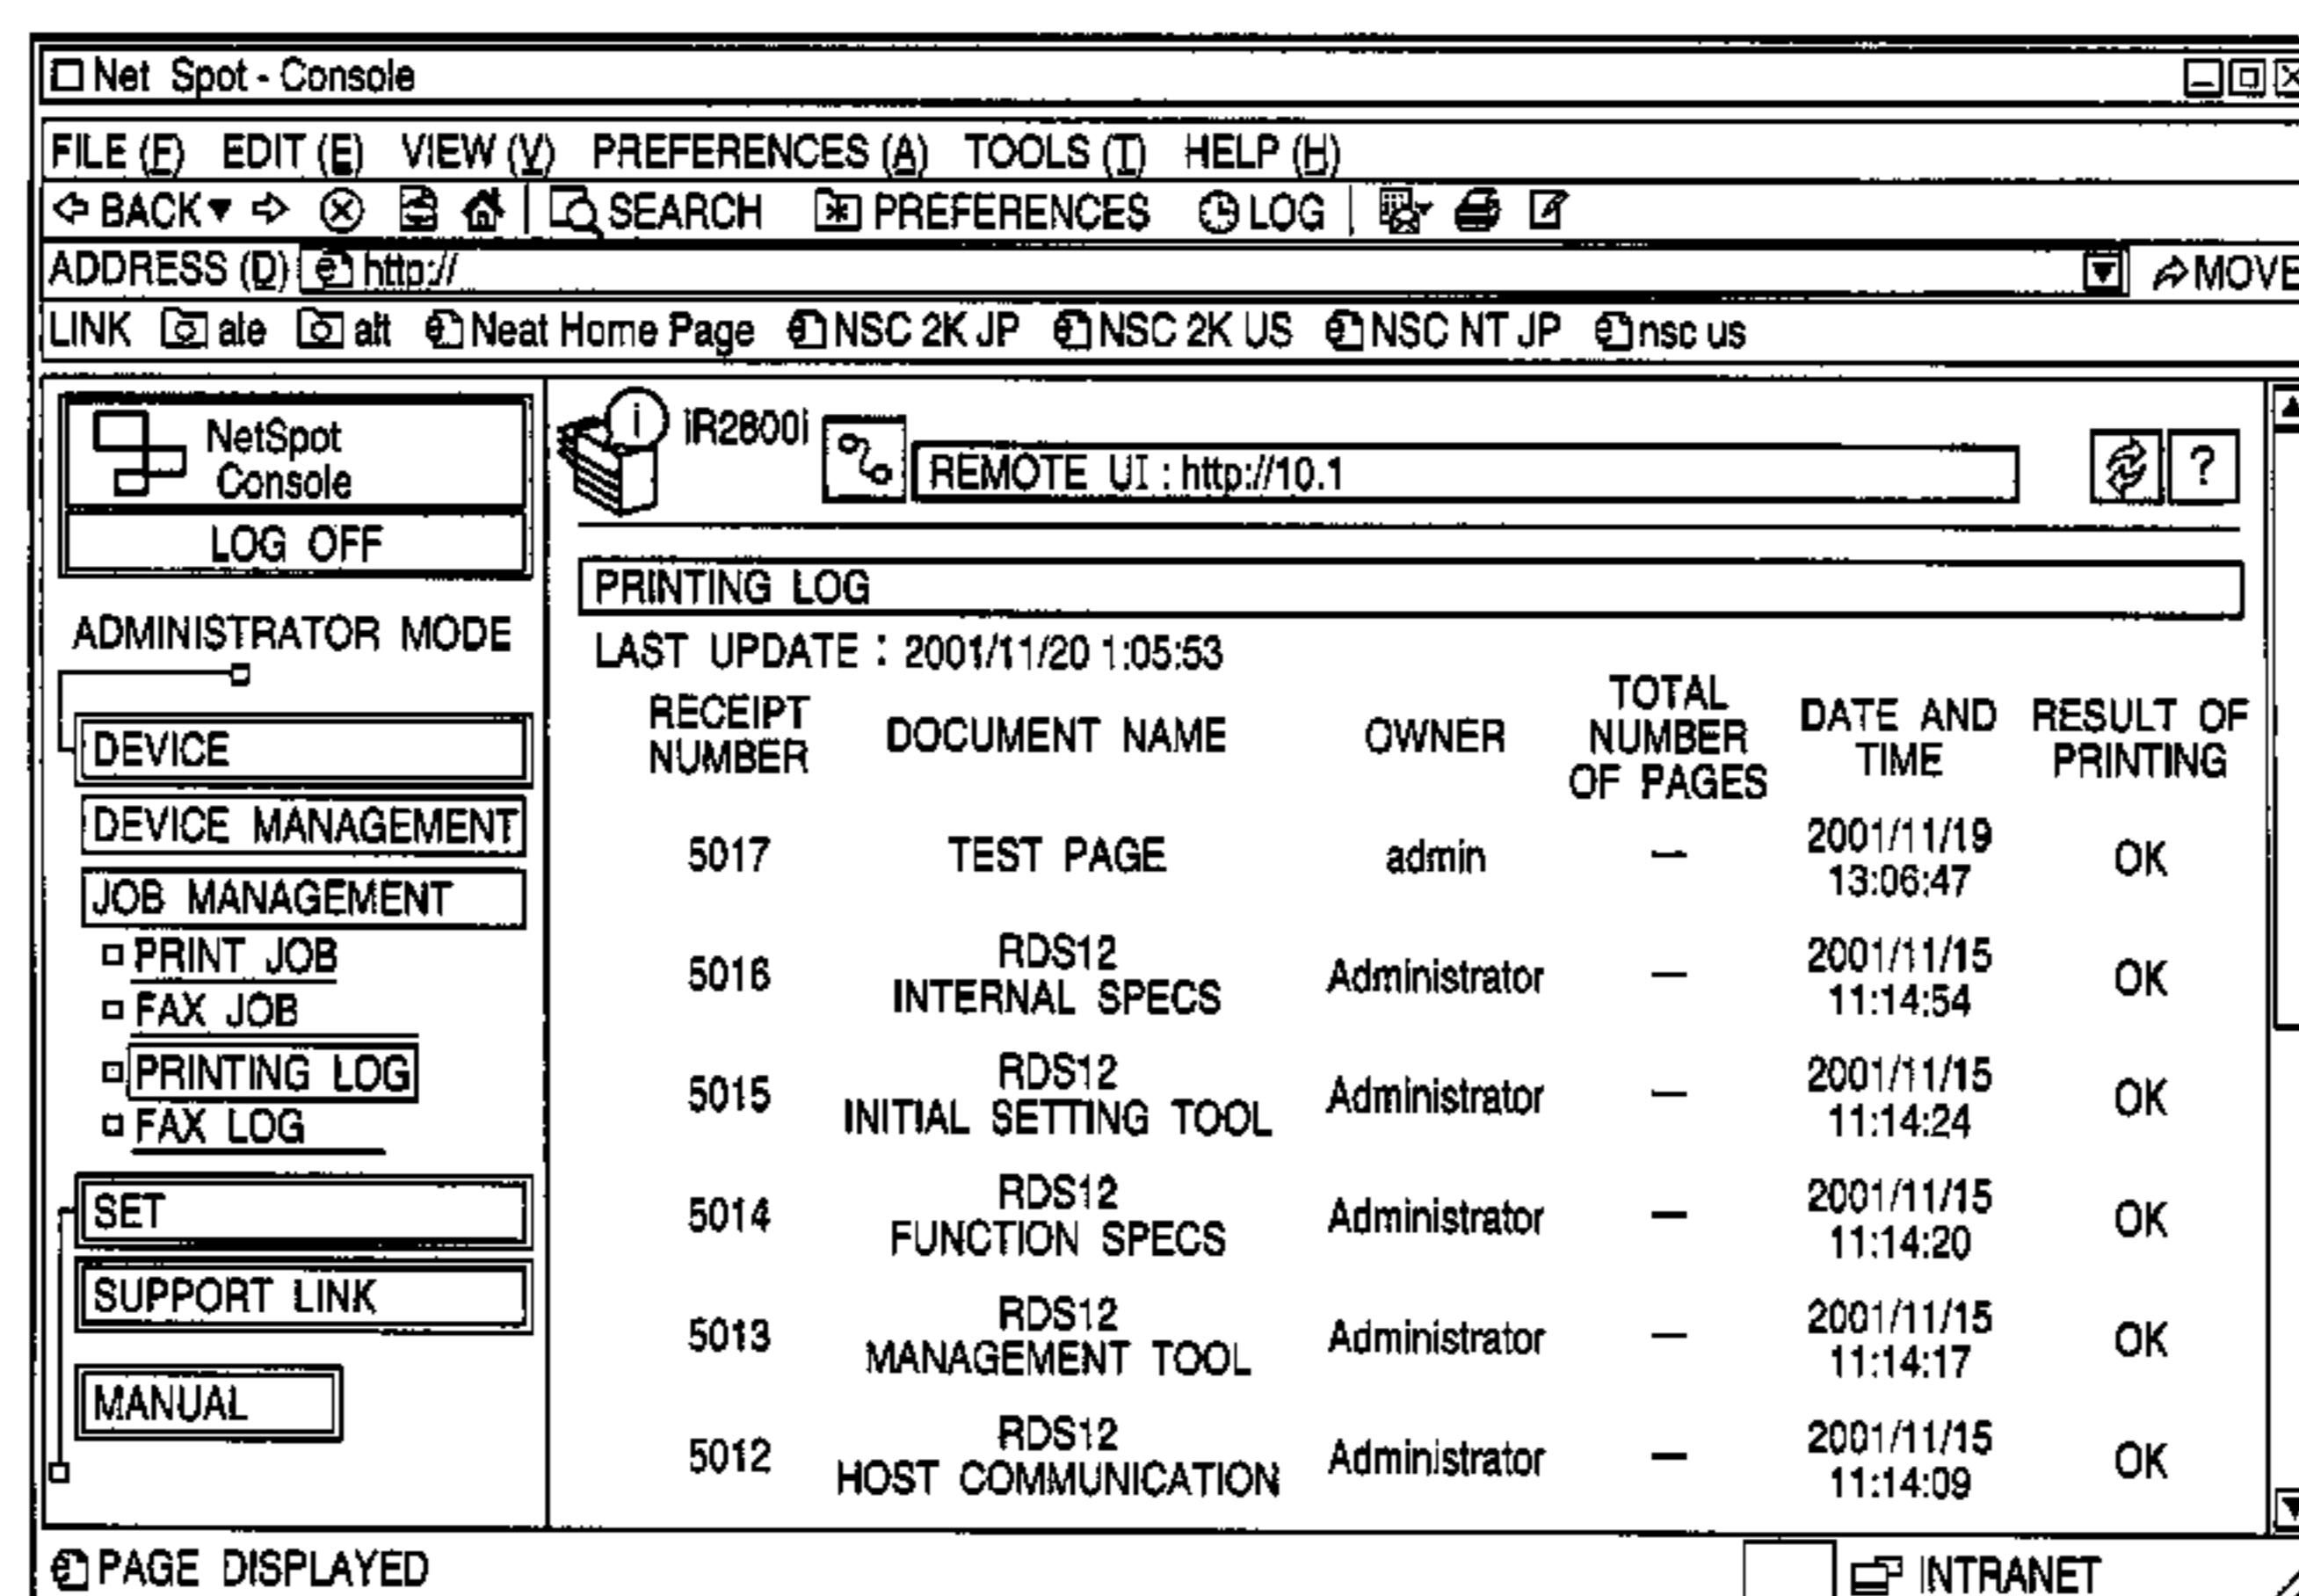 Net Spot - Console
FILE (F) EDIT (E) VIEW (V) PREFERENCES (A) TOOLS (T) HELP (H)
BACK SEARCH PREFERENCES LOG
ADDRESS (D) http:// MOVE
LINK ale alt Neat Home Page NSC 2K JP NSC 2K US NSC NT JP nsc us
NetSpot
Console
LOG OFF
ADMINISTRATOR MODE
DEVICE
DEVICE MANAGEMENT
JOB MANAGEMENT
PRINT JOB
FAX JOB
PRINTING LOG
FAX LOG
SET
SUPPORT LINK
MANUAL
i iR2800i REMOTE UI : http://10.1 ?
PRINTING LOG
LAST UPDATE : 2001/11/20 1:05:53
RECEIPT NUMBER DOCUMENT NAME OWNER TOTAL NUMBER OF PAGES DATE AND TIME RESULT OF PRINTING
5017 TEST PAGE admin — 2001/11/19 13:06:47 OK
5016 RDS12 INTERNAL SPECS Administrator — 2001/11/15 11:14:54 OK
5015 RDS12 INITIAL SETTING TOOL Administrator — 2001/11/15 11:14:24 OK
5014 RDS12 FUNCTION SPECS Administrator — 2001/11/15 11:14:20 OK
5013 RDS12 MANAGEMENT TOOL Administrator — 2001/11/15 11:14:17 OK
5012 RDS12 HOST COMMUNICATION Administrator — 2001/11/15 11:14:09 OK
PAGE DISPLAYED INTRANET